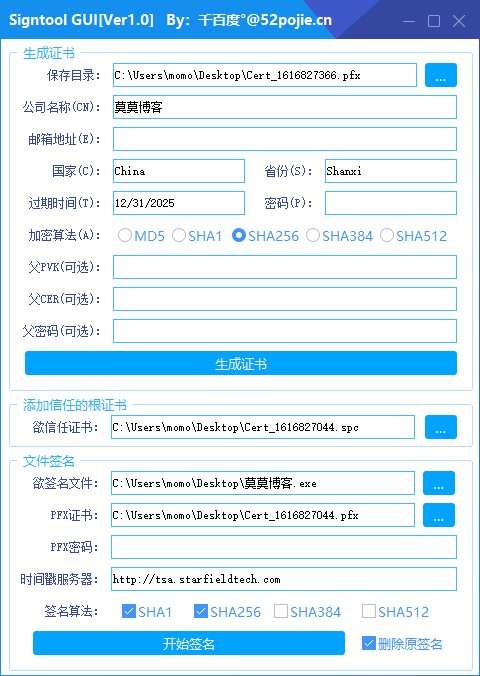 Signtool GUI[Ver1.0] By：千百度°@52pojie.cn
生成证书
保存目录： C:\Users\momo\Desktop\Cert_1616827366.pfx ...
公司名称(CN)： 莫莫博客
邮箱地址(E)：
国家(C)： China 省份(S)： Shanxi
过期时间(T)： 12/31/2025 密码(P)：
加密算法(A)： MD5 SHA1 SHA256 SHA384 SHA512
父PVK(可选)：
父CER(可选)：
父密码(可选)：
生成证书
添加信任的根证书
欲信任证书： C:\Users\momo\Desktop\Cert_1616827044.spc ...
文件签名
欲签名文件： C:\Users\momo\Desktop\莫莫博客.exe ...
PFX证书： C:\Users\momo\Desktop\Cert_1616827044.pfx ...
PFX密码：
时间戳服务器： http://tsa.starfieldtech.com
签名算法： SHA1 SHA256 SHA384 SHA512
开始签名 删除原签名